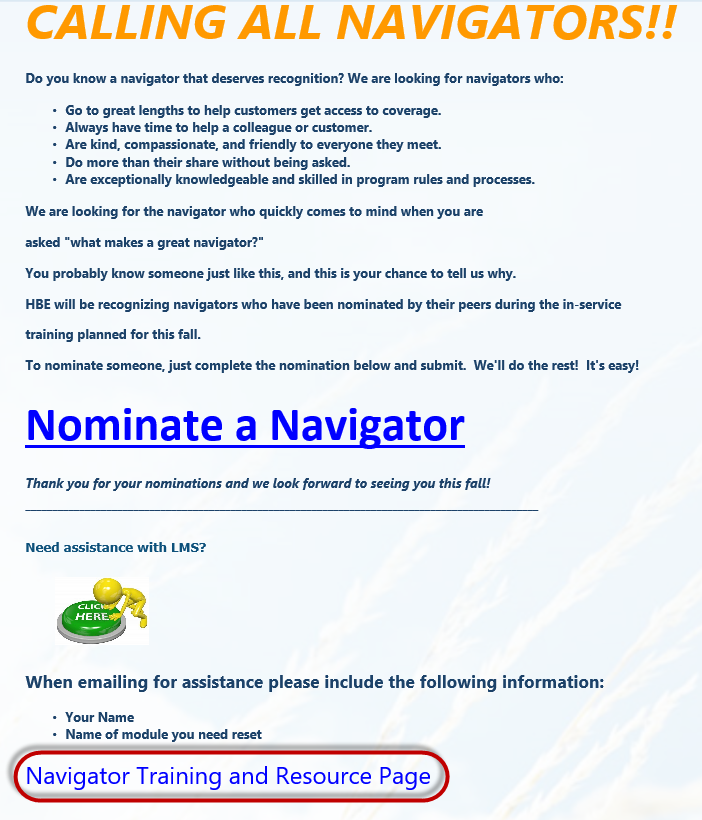 CALLING ALL NAVIGATORS!!
Do you know a navigator that deserves recognition? We are looking for navigators who:
• Go to great lengths to help customers get access to coverage.
• Always have time to help a colleague or customer.
• Are kind, compassionate, and friendly to everyone they meet.
• Do more than their share without being asked.
• Are exceptionally knowledgeable and skilled in program rules and processes.
We are looking for the navigator who quickly comes to mind when you are
asked "what makes a great navigator?"
You probably know someone just like this, and this is your chance to tell us why.
HBE will be recognizing navigators who have been nominated by their peers during the in-service
training planned for this fall.
To nominate someone, just complete the nomination below and submit.  We'll do the rest!  It's easy!
Nominate a Navigator
Thank you for your nominations and we look forward to seeing you this fall!
Need assistance with LMS?
CLICK
HERE
When emailing for assistance please include the following information:
• Your Name
• Name of module you need reset
Navigator Training and Resource Page